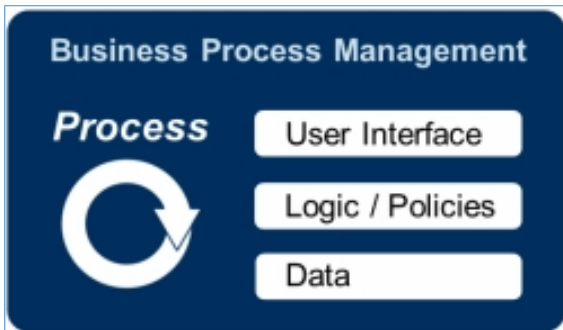 Business Process Management
Process
User Interface
Logic / Policies
Data